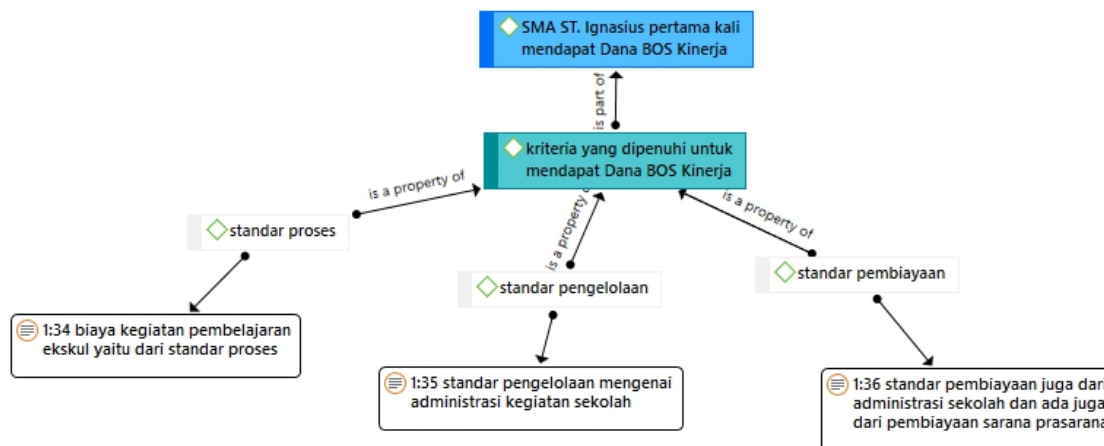 SMA ST. Ignasius pertama kali
mendapat Dana BOS Kinerja
is part of
kriteria yang dipenuhi untuk
mendapat Dana BOS Kinerja
is a property of
is a property
is a property of
standar proses
standar pengelolaan
standar pembiayaan
1:34 biaya kegiatan pembelajaran
ekskul yaitu dari standar proses
1:35 standar pengelolaan mengenai
administrasi kegiatan sekolah
1:36 standar pembiayaan juga dari
administrasi sekolah dan ada juga
dari pembiayaan sarana prasarana